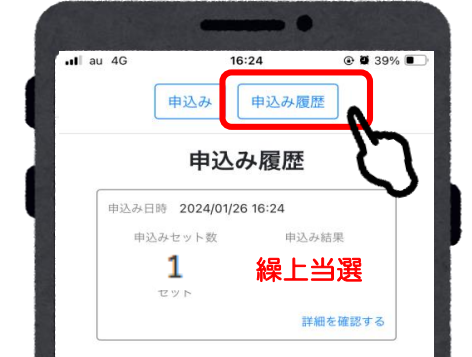 au 4G 16:24 39%
申込み 申込み履歴
申込み履歴
申込み日時 2024/01/26 16:24
申込みセット数 申込み結果
1 繰上当選
セット
詳細を確認する